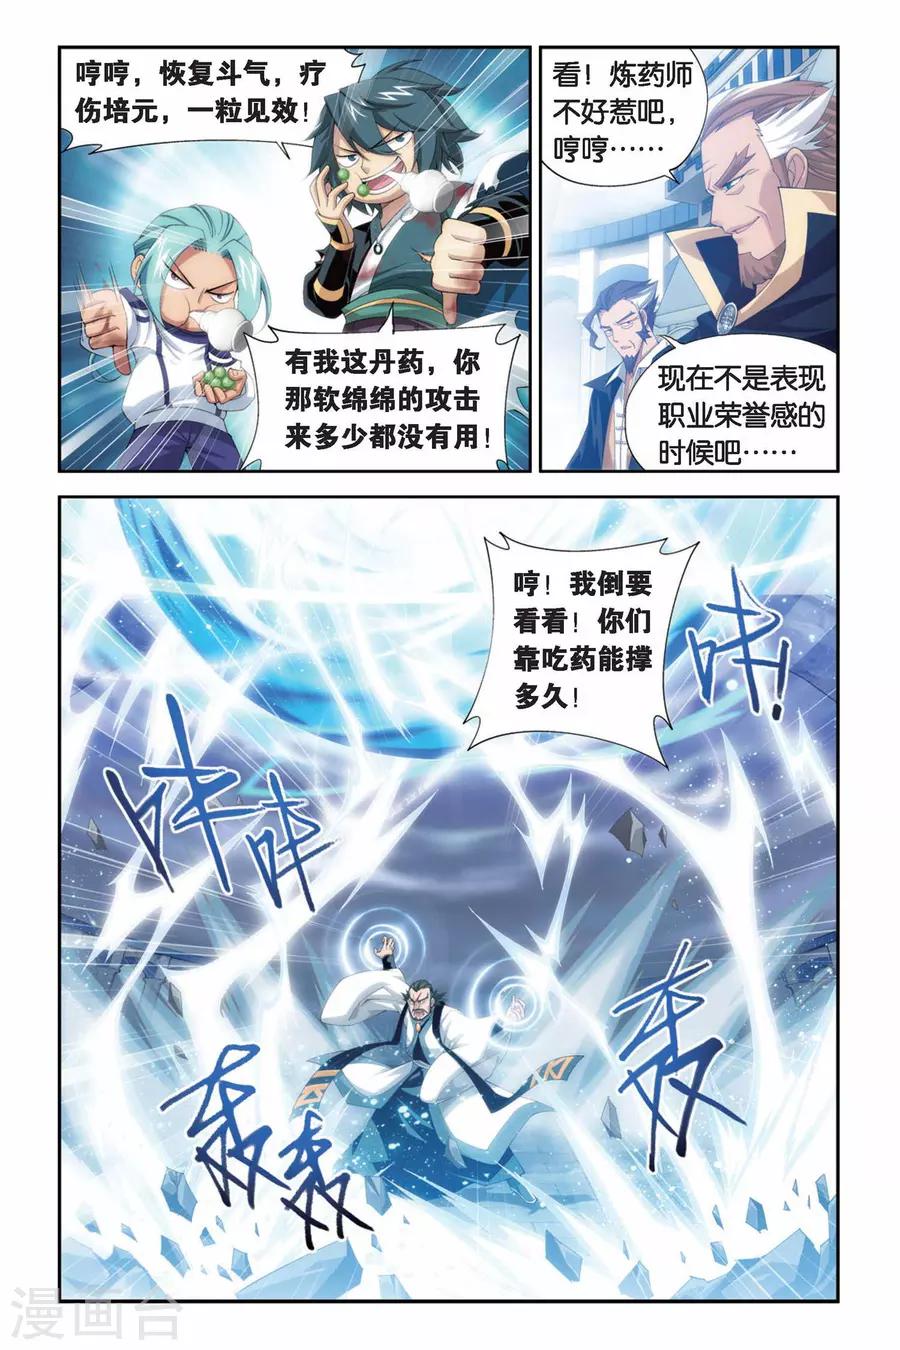 哼哼，恢复斗气，疗
伤培元，一粒见效！
有我这丹药，你
那软绵绵的攻击
来多少都没有用！
看！炼药师
不好惹吧，
哼哼……
现在不是表现
职业荣誉感的
时候吧……
哼！我倒要
看看！你们
靠吃药能撑
多久！
咔！
咔咔
轰
轰轰
漫画台